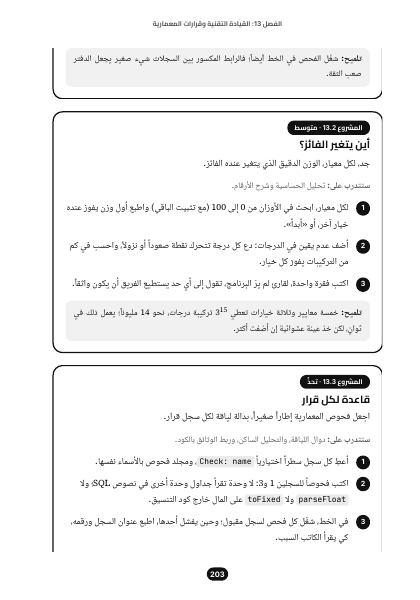 الفصل 13: القيادة التقنية وقرارات المعمارية
تلميح: شغّل الفحص في الخط أيضاً؛ فالرابط المكسور بين السجلات شيء صغير يجعل الدفتر
صعب الثقة.
المشروع 13.2 · متوسط
أين يتغير الفائز؟
جد، لكل معيار، الوزن الدقيق الذي يتغير عنده الفائز.
ستتدرب على: تحليل الحساسية وشرح الأرقام.
1 لكل معيار، ابحث في الأوزان من 0 إلى 100 (مع تثبيت الباقي) واطبع أول وزن يفوز عنده
خيار آخر، أو «أبداً».
2 أضف عدم يقين في الدرجات: دع كل درجة تتحرك نقطة صعوداً أو نزولاً، واحسب في كم
من التركيبات يفوز كل خيار.
3 اكتب فقرة واحدة، لقارئ لم يرَ البرنامج، تقول إلى أي حد يستطيع الفريق أن يكون واثقاً.
تلميح: خمسة معايير وثلاثة خيارات تعطي 3¹⁵ تركيبة درجات، نحو 14 مليوناً؛ يعمل ذلك في
ثوانٍ، لكن خذ عينة عشوائية إن أضفت أكثر.
المشروع 13.3 · تحدٍّ
قاعدة لكل قرار
اجعل فحوص المعمارية إطاراً صغيراً، بدالة لياقة لكل سجل قرار.
ستتدرب على: دوال اللياقة، والتحليل الساكن، وربط الوثائق بالكود.
1 أعطِ كل سجل سطراً اختيارياً Check: name، ومجلد فحوص بالأسماء نفسها.
2 اكتب فحوصاً للسجلين 1 و3: لا وحدة تقرأ جداول وحدة أخرى في نصوص SQL؛ ولا
parseFloat ولا toFixed على المال خارج كود التنسيق.
3 في الخط، شغّل كل فحص لسجل مقبول؛ وحين يفشل أحدها، اطبع عنوان السجل ورقمه،
كي يقرأ الكاتب السبب.
203